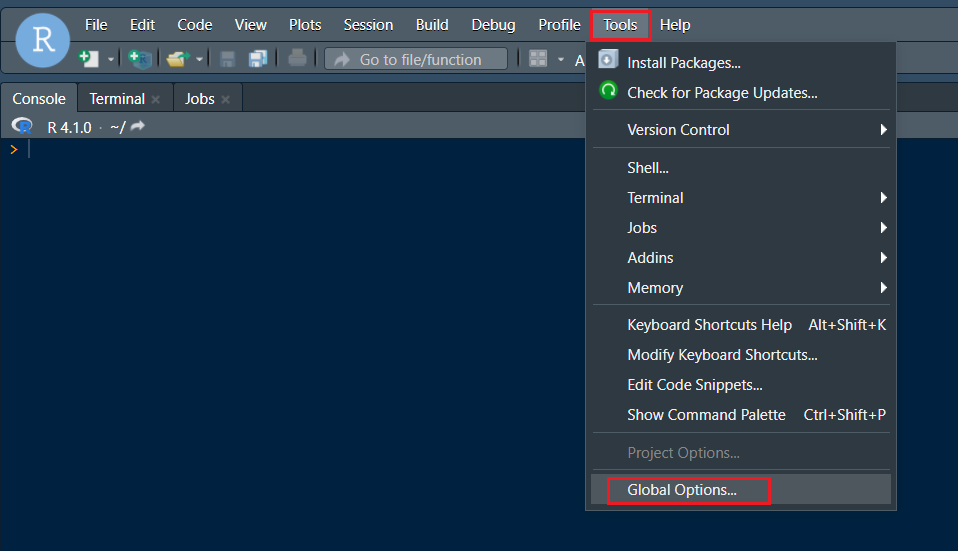 R File Edit Code View Plots Session Build Debug Profile Tools Help
Go to file/function A
Console Terminal × Jobs ×
R R 4.1.0 · ~/
>
Install Packages...
Check for Package Updates...
Version Control
Shell...
Terminal
Jobs
Addins
Memory
Keyboard Shortcuts Help Alt+Shift+K
Modify Keyboard Shortcuts...
Edit Code Snippets...
Show Command Palette Ctrl+Shift+P
Project Options...
Global Options...